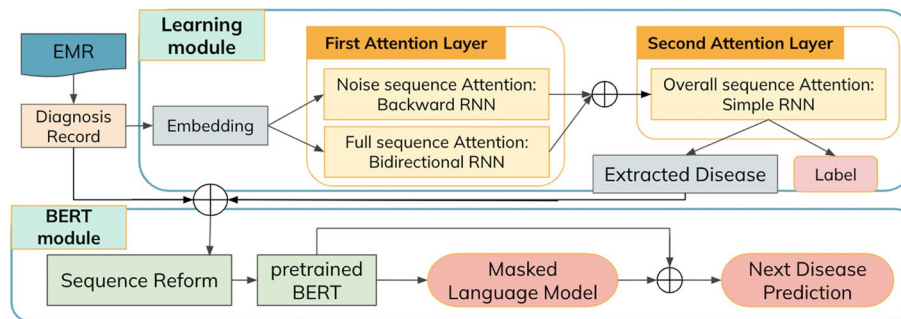 Learning
module
EMR
First Attention Layer
Second Attention Layer
Noise sequence Attention:
Backward RNN
Overall sequence Attention:
Simple RNN
Diagnosis
Record
Embedding
Full sequence Attention:
Bidirectional RNN
Extracted Disease
Label
BERT
module
Sequence Reform
pretrained
BERT
Masked
Language Model
Next Disease
Prediction